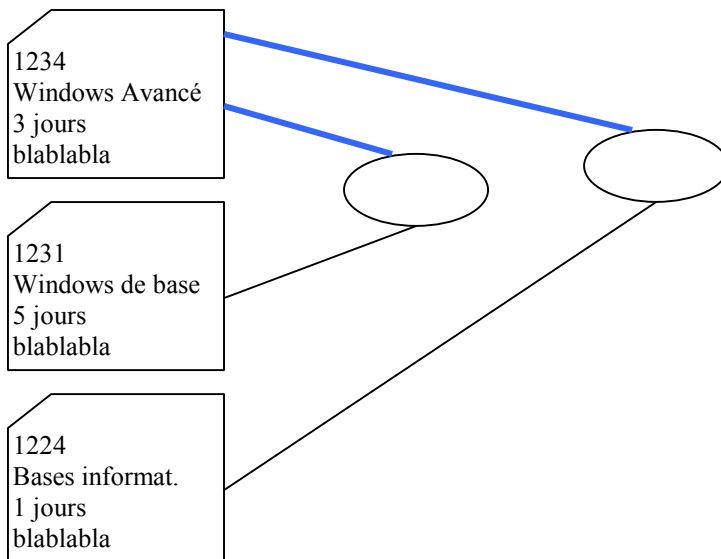 1234
Windows Avancé
3 jours
blablabla
1231
Windows de base
5 jours
blablabla
1224
Bases informat.
1 jours
blablabla